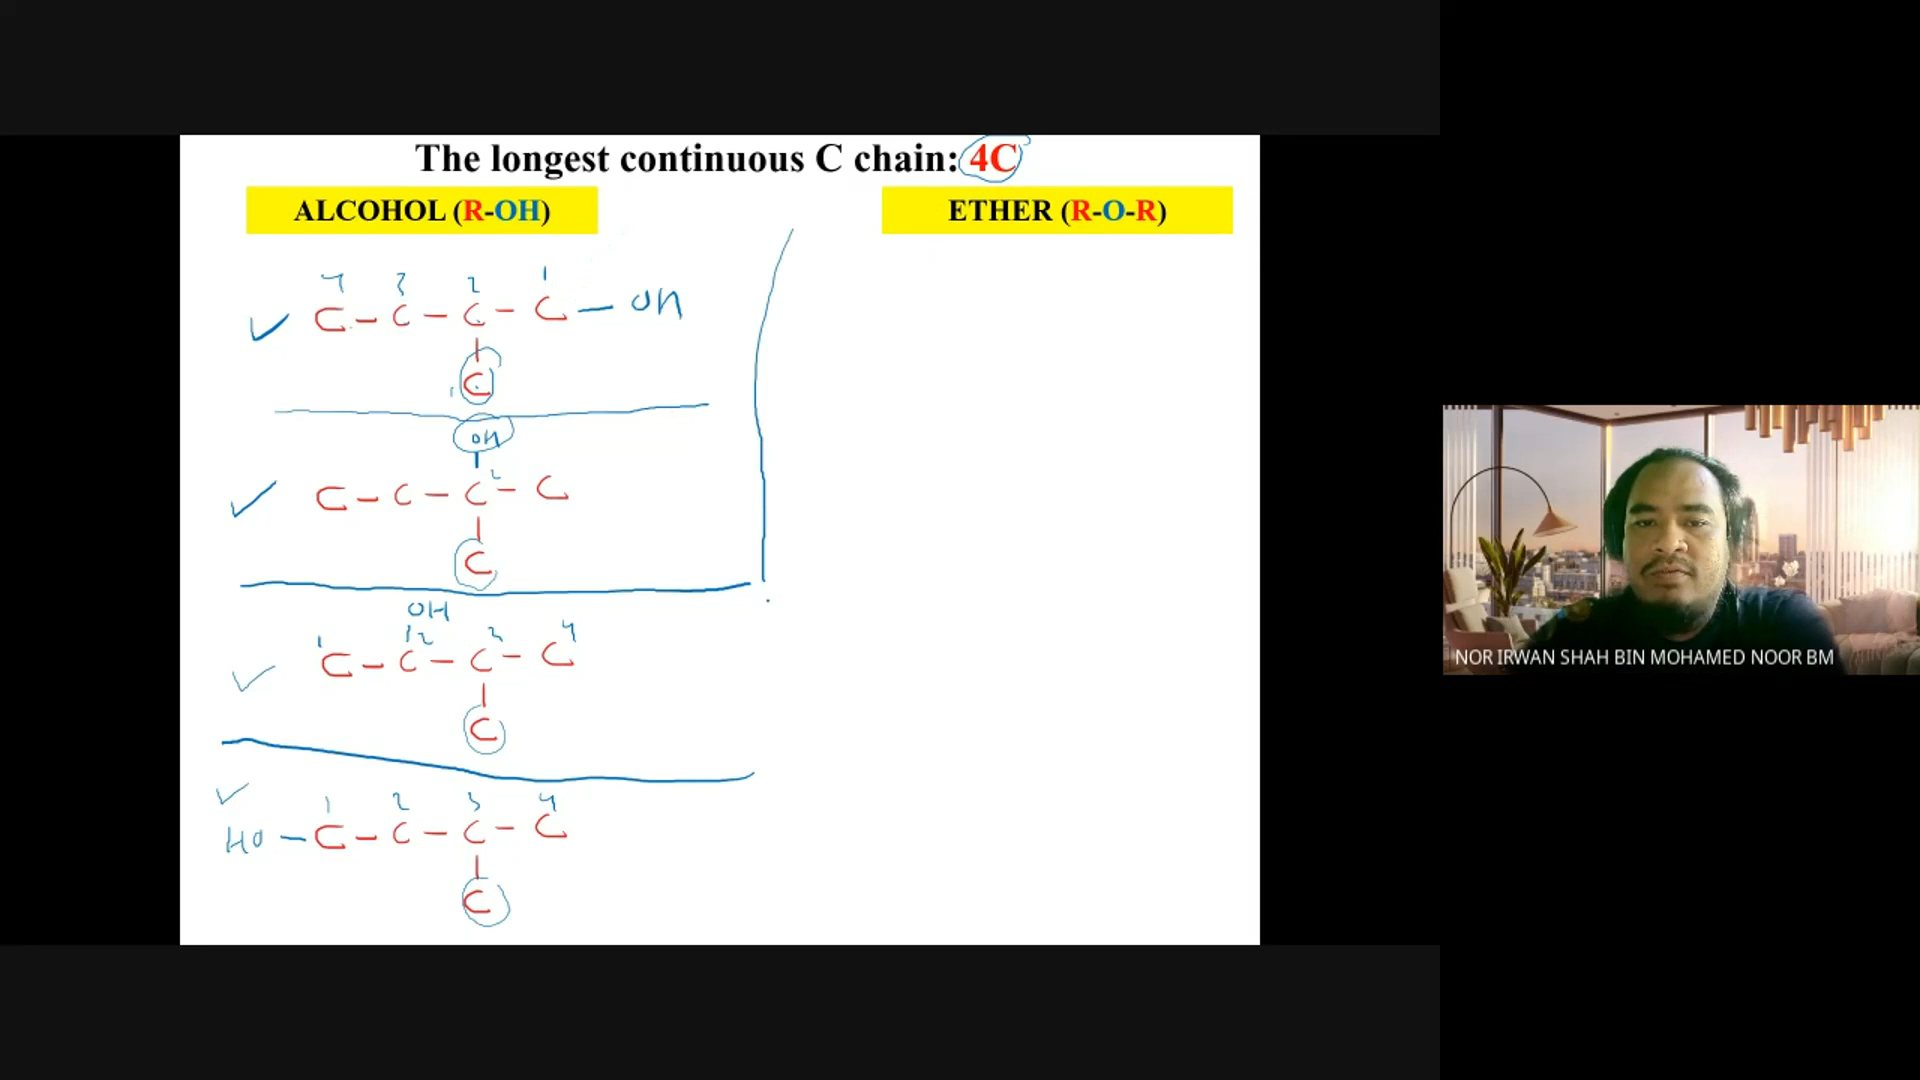 The longest continuous C chain: 4C
ALCOHOL (R-OH)
ETHER (R-O-R)
4 3 2 1
C - C - C - C - OH
C
OH
2
C - C - C - C
C
OH
1 2 3 4
C - C - C - C
C
1 2 3 4
HO - C - C - C - C
C
NOR IRWAN SHAH BIN MOHAMED NOOR BM